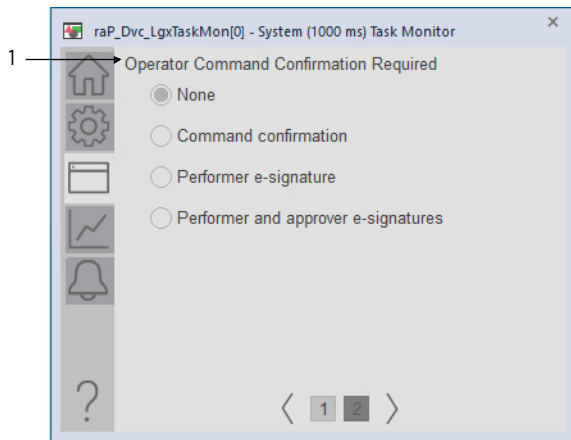 raP_Dvc_LgxTaskMon[0] - System (1000 ms) Task Monitor
×
1
Operator Command Confirmation Required
None
Command confirmation
Performer e-signature
Performer and approver e-signatures
?
1 2